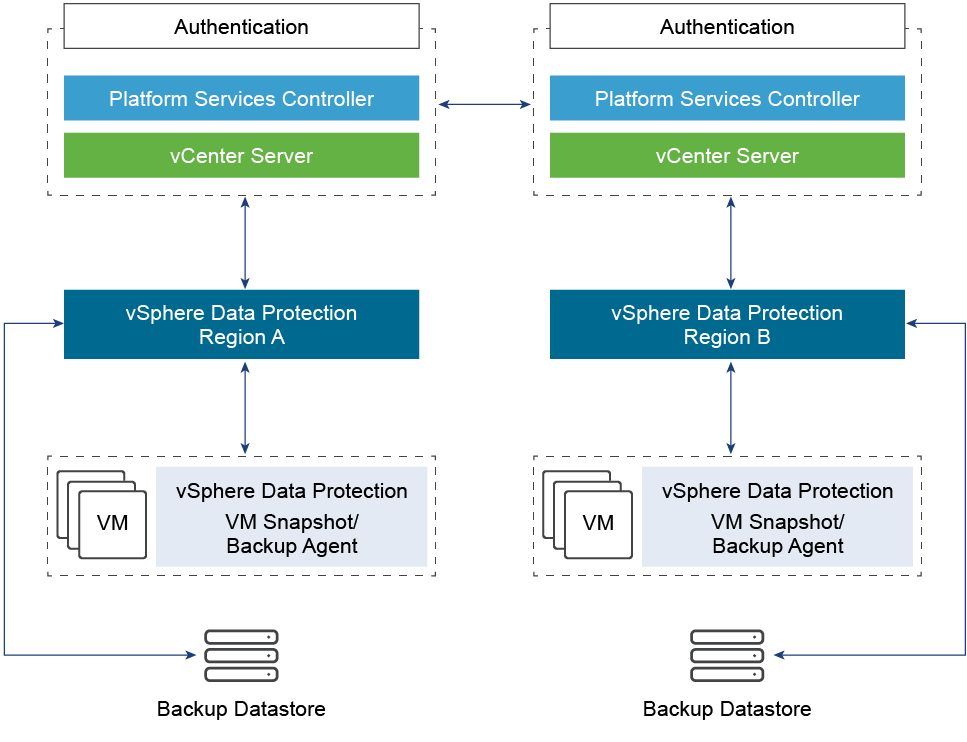 Authentication
Platform Services Controller
vCenter Server
vSphere Data Protection
Region A
VM
vSphere Data Protection
VM Snapshot/
Backup Agent
Backup Datastore
Authentication
Platform Services Controller
vCenter Server
vSphere Data Protection
Region B
VM
vSphere Data Protection
VM Snapshot/
Backup Agent
Backup Datastore